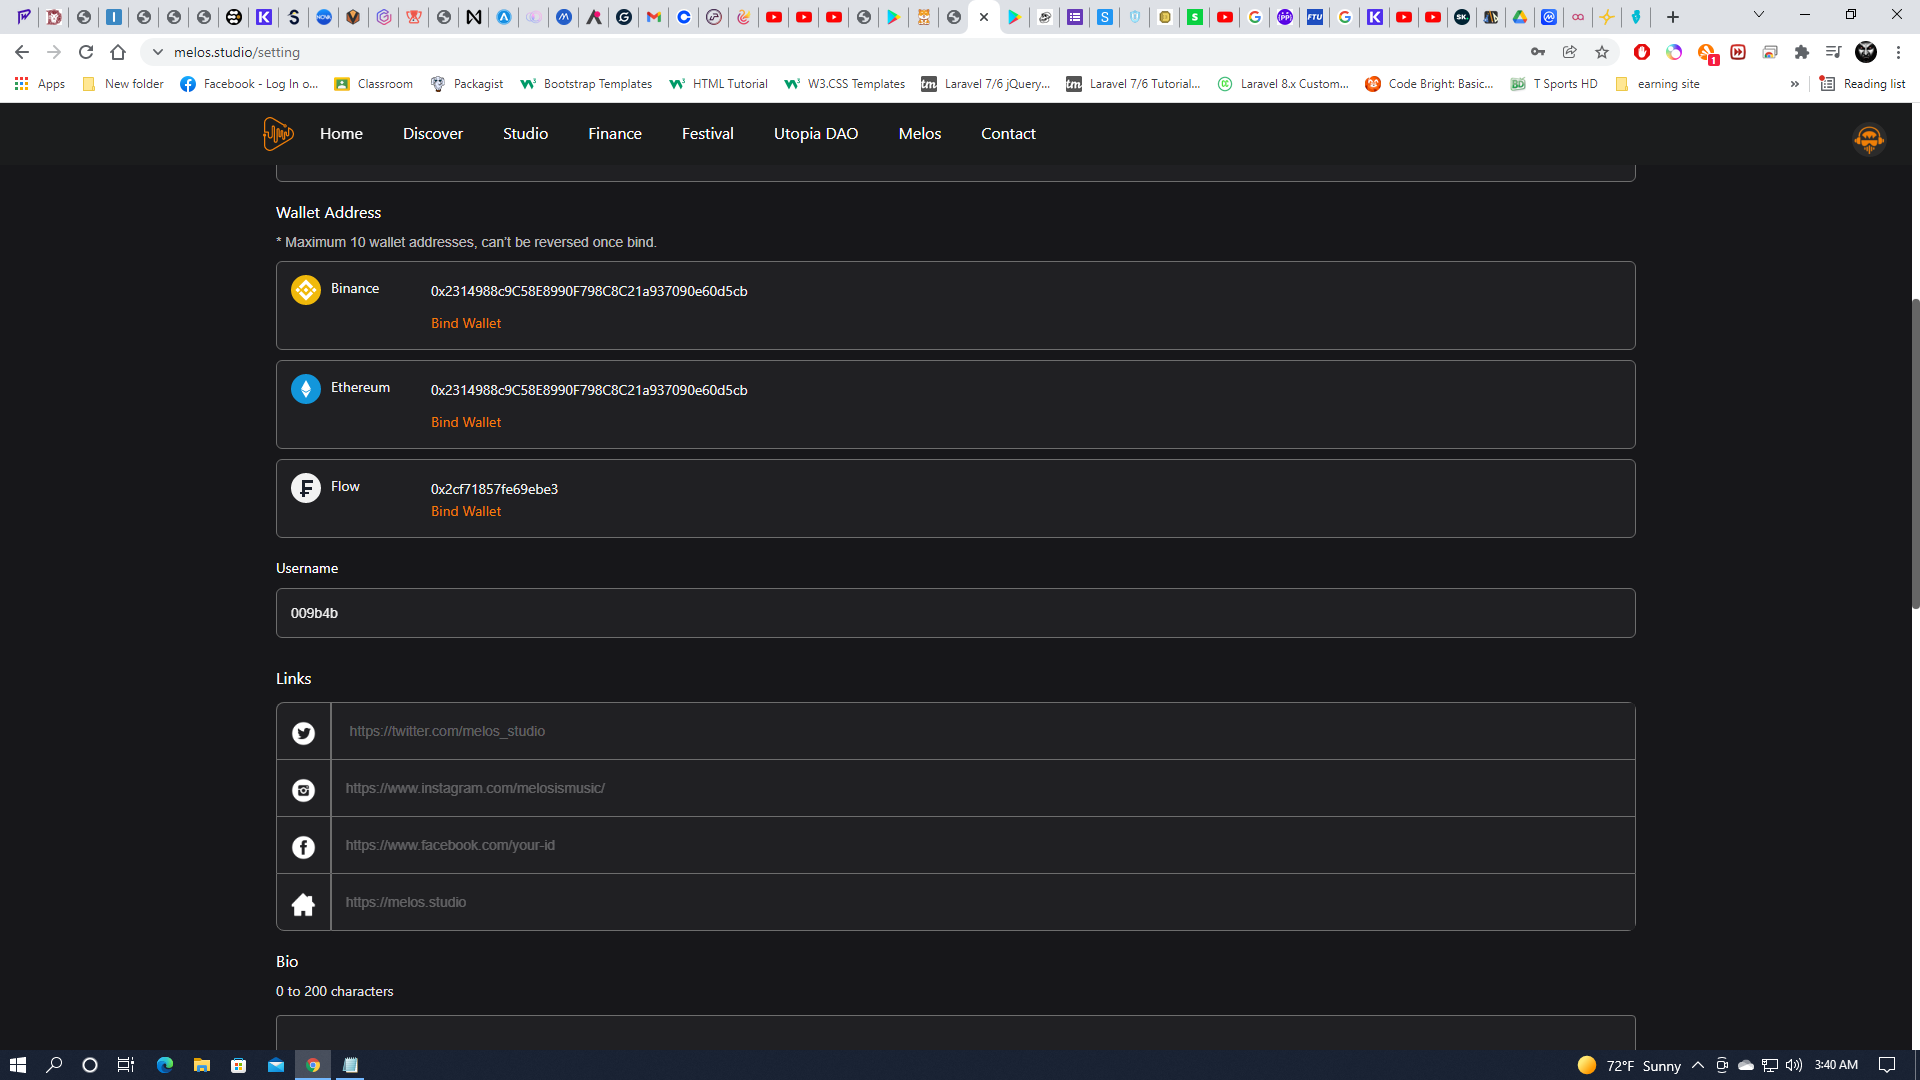 melos.studio/setting
Apps
New folder
Facebook - Log In o...
Classroom
Packagist
Bootstrap Templates
HTML Tutorial
W3.CSS Templates
Laravel 7/6 jQuery...
Laravel 7/6 Tutorial...
Laravel 8.x Custom...
Code Bright: Basic...
T Sports HD
earning site
»
Reading list
Home
Discover
Studio
Finance
Festival
Utopia DAO
Melos
Contact
Wallet Address
* Maximum 10 wallet addresses, can't be reversed once bind.
Binance
0x2314988c9C58E8990F798C8C21a937090e60d5cb
Bind Wallet
Ethereum
0x2314988c9C58E8990F798C8C21a937090e60d5cb
Bind Wallet
Flow
0x2cf71857fe69ebe3
Bind Wallet
Username
009b4b
Links
https://twitter.com/melos_studio
https://www.instagram.com/melosismusic/
https://www.facebook.com/your-id
https://melos.studio
Bio
0 to 200 characters
72°F Sunny
3:40 AM